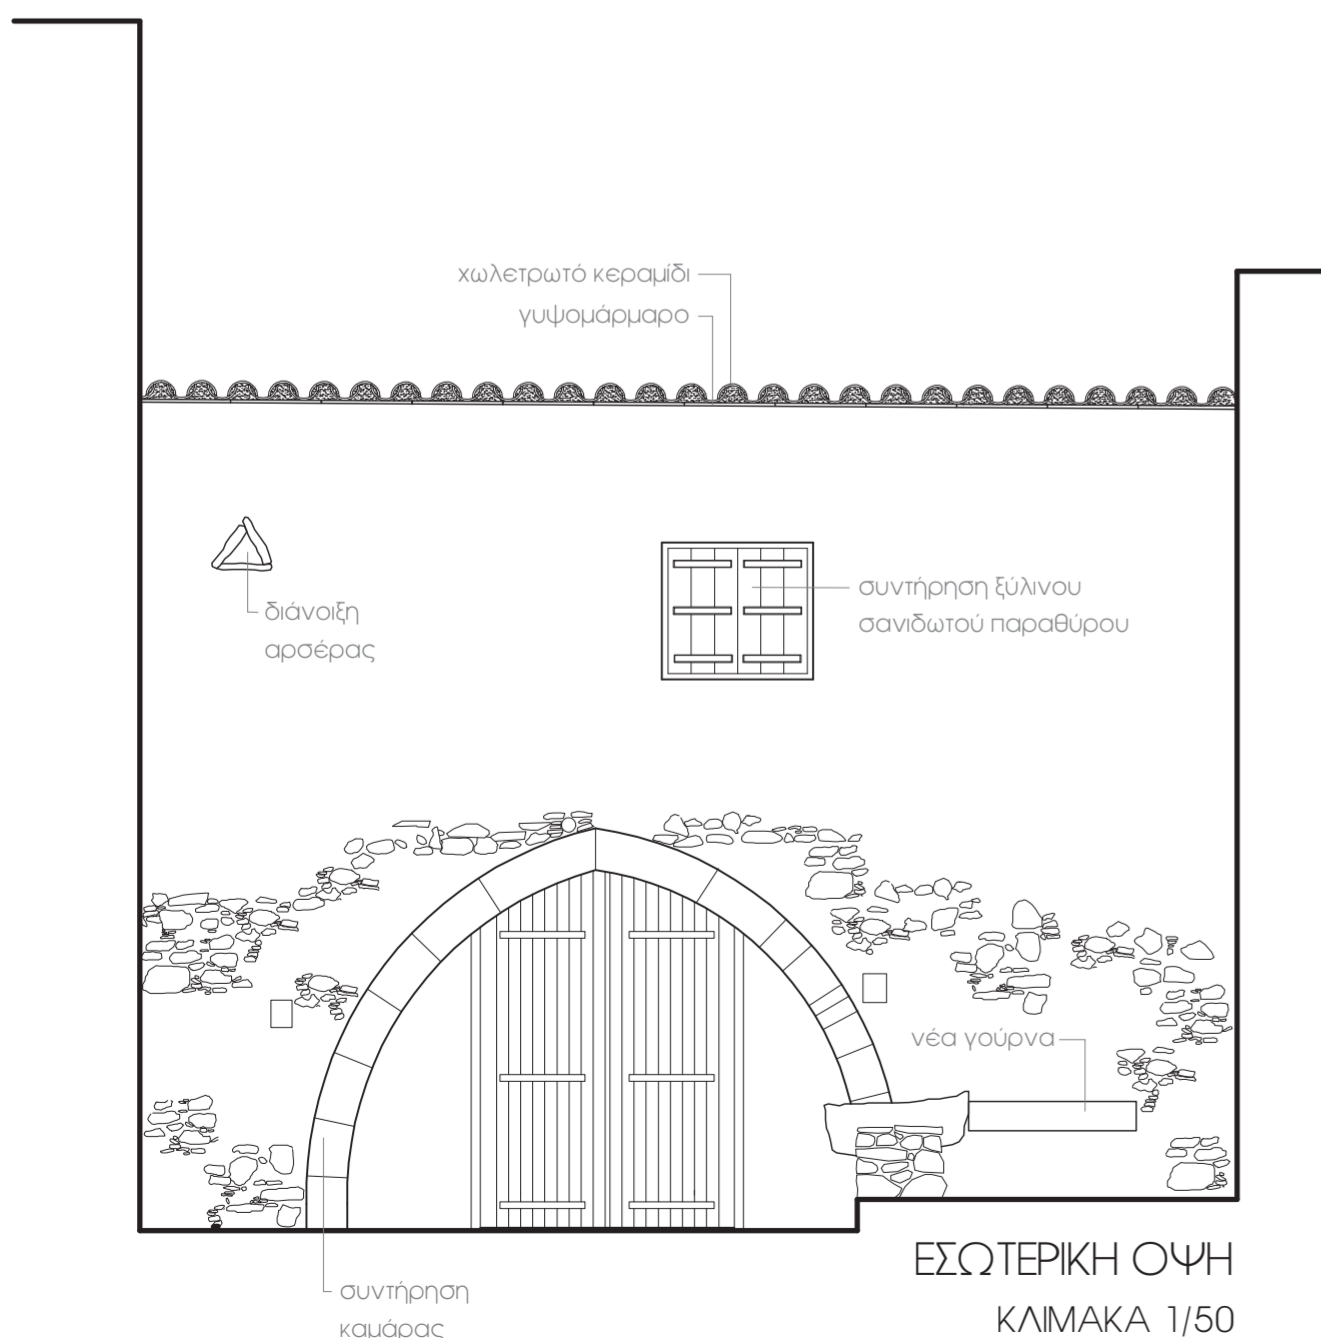 χωλετρωτό κεραμίδι
γυψομάρμαρο
διάνοιξη
αρσέρας
συντήρηση ξύλινου
σανιδωτού παραθύρου
νέα γούρνα
συντήρηση
καμάρας
ΕΣΩΤΕΡΙΚΗ ΟΨΗ
ΚΛΙΜΑΚΑ 1/50